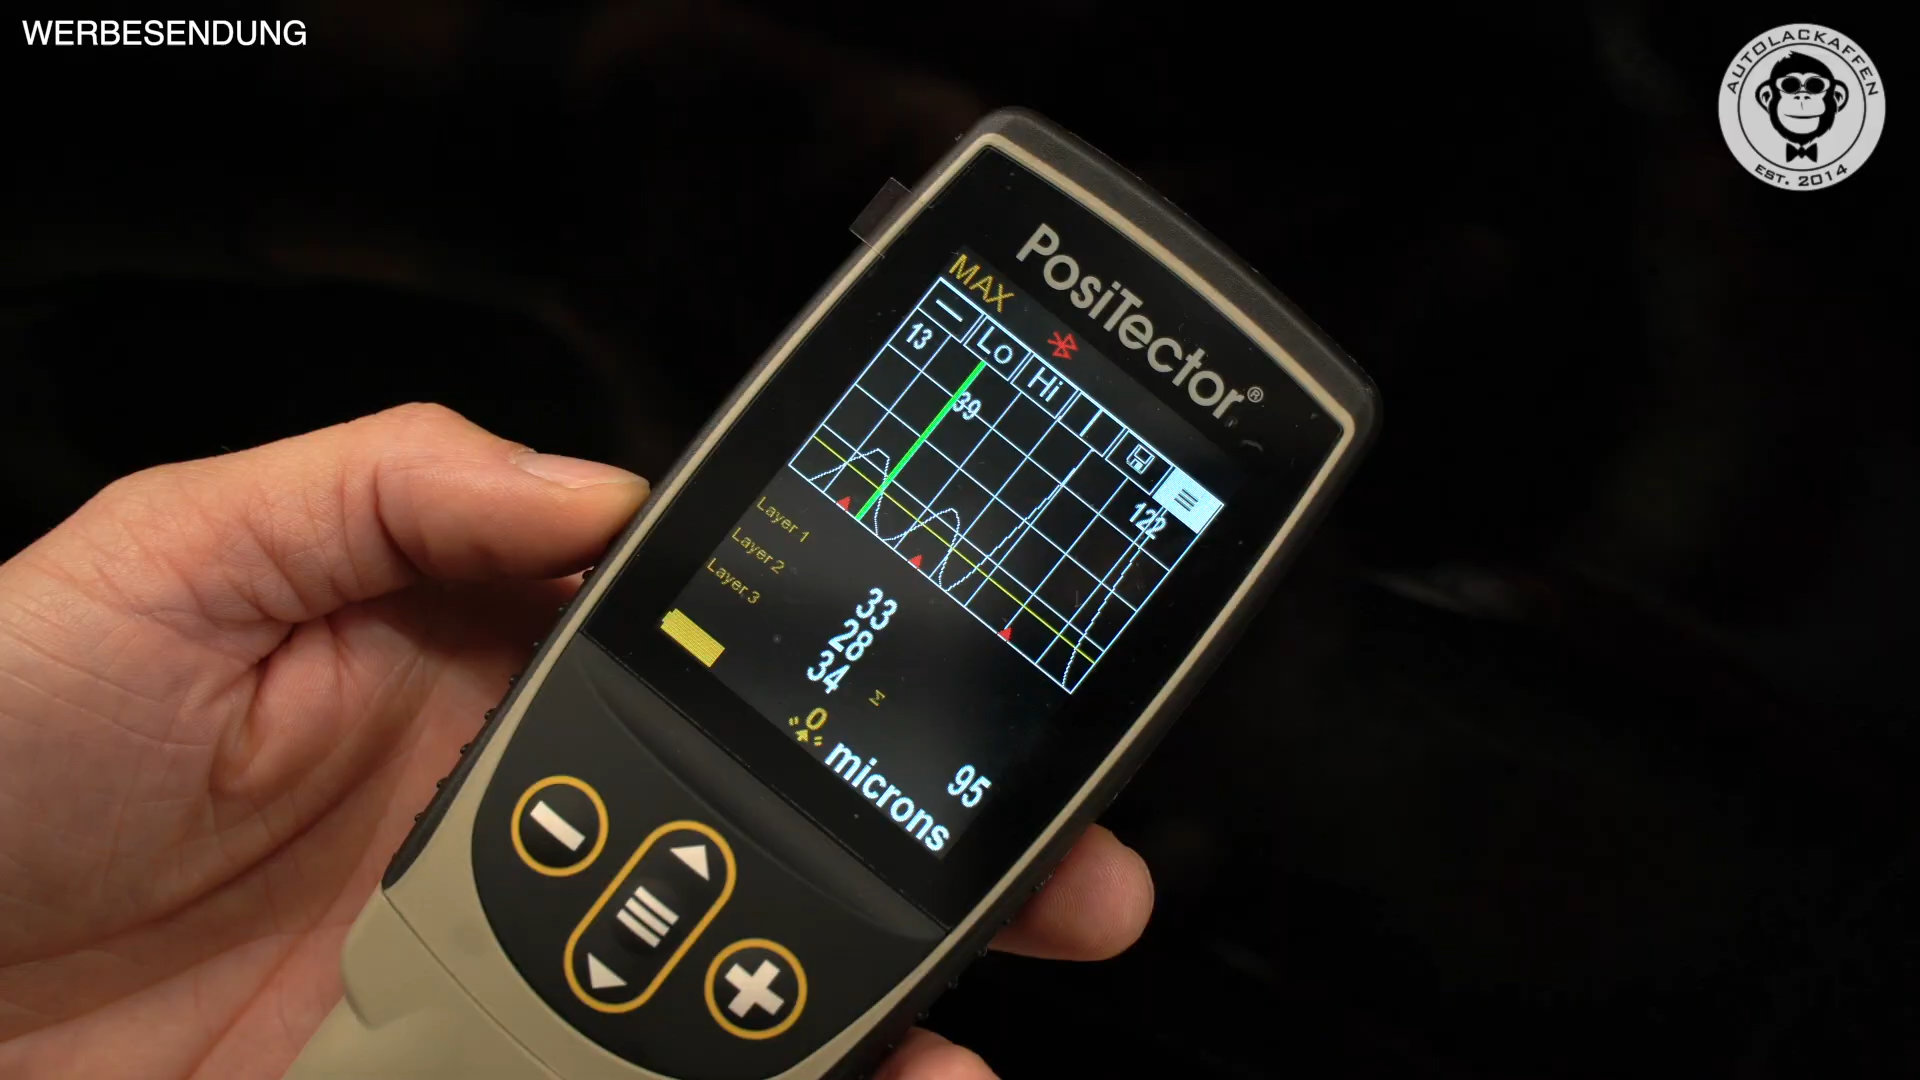 WERBESENDUNG
AUTOLACKAFFEN
EST. 2014
PosiTector®
MAX
Lo
Hi
13
39
122
Layer 1
33
Layer 2
28
Layer 3
34
Σ
95
0
microns